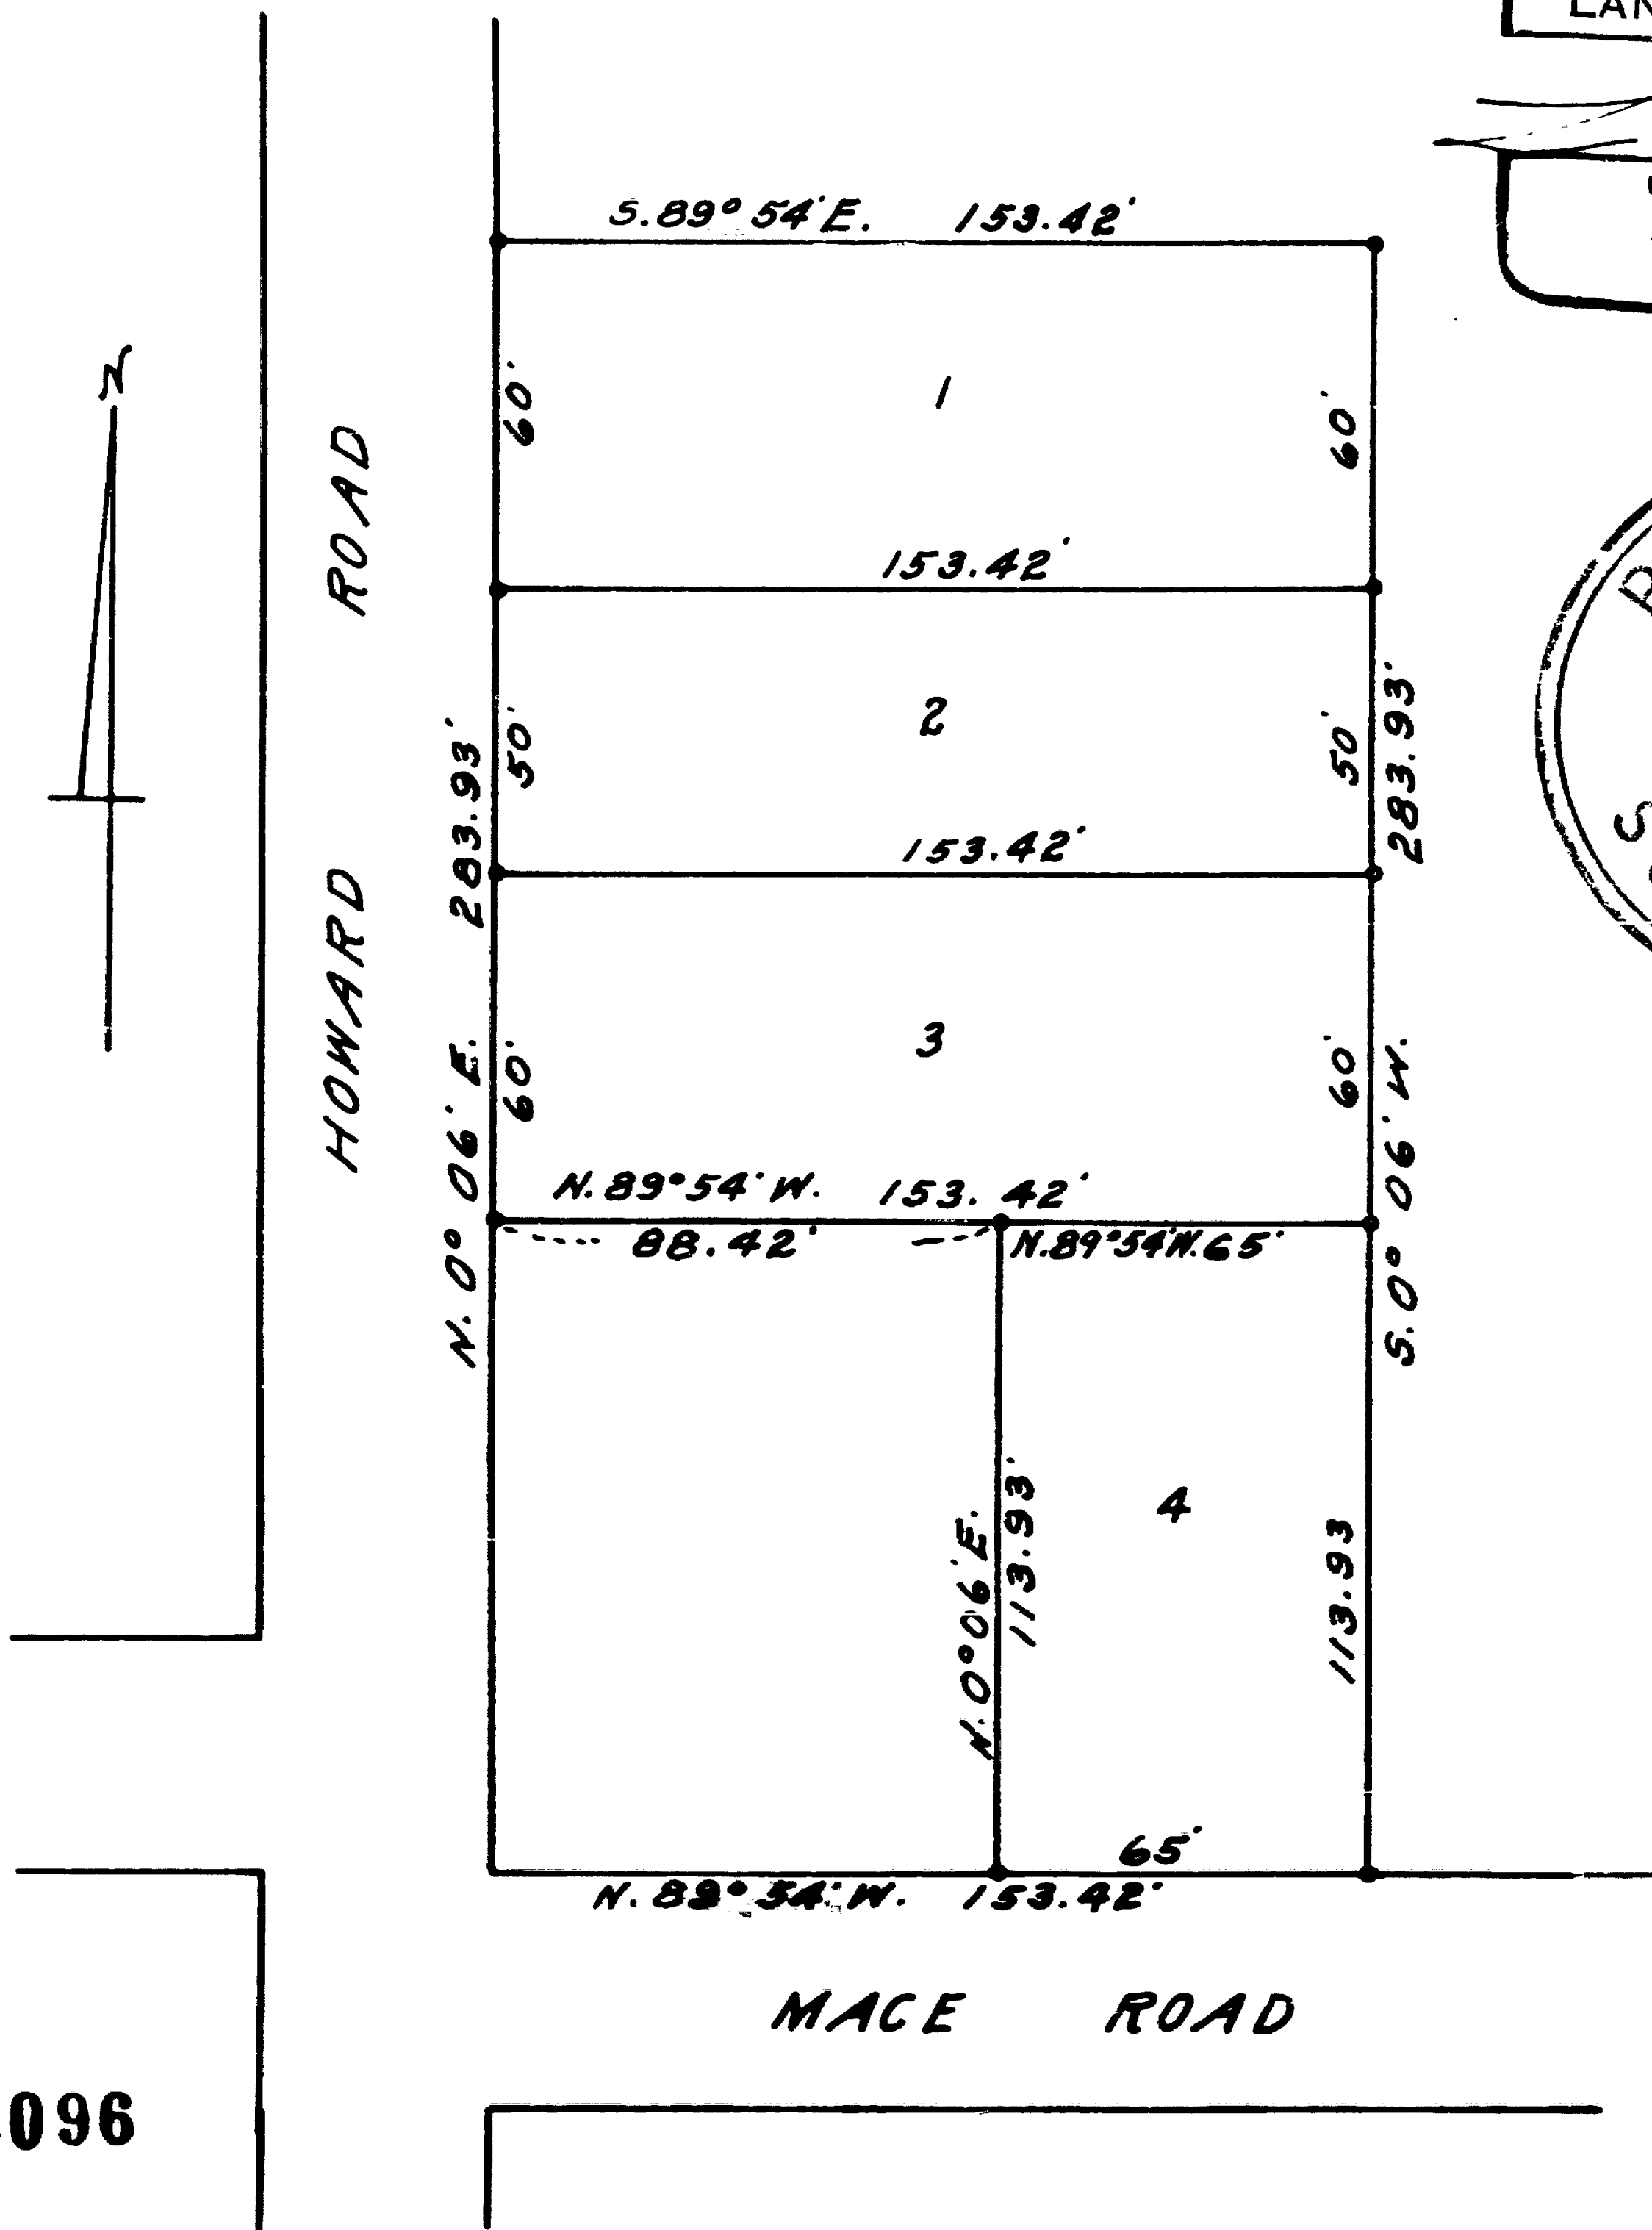 LAN
S. 89° 54' E. 153.42'
N
60'
1
60'
ROAD
153.42'
283.93'
50'
2
50'
283.93'
153.42'
HOWARD
N. 0° 06' E.
60'
3
60'
S. 0° 06' W.
N. 89° 54' W. 153.42'
88.42'
N. 89° 54' W. 65'
N. 0° 06' E.
113.93'
4
113.93
65'
N. 89° 54' W. 153.42'
MACE ROAD
096